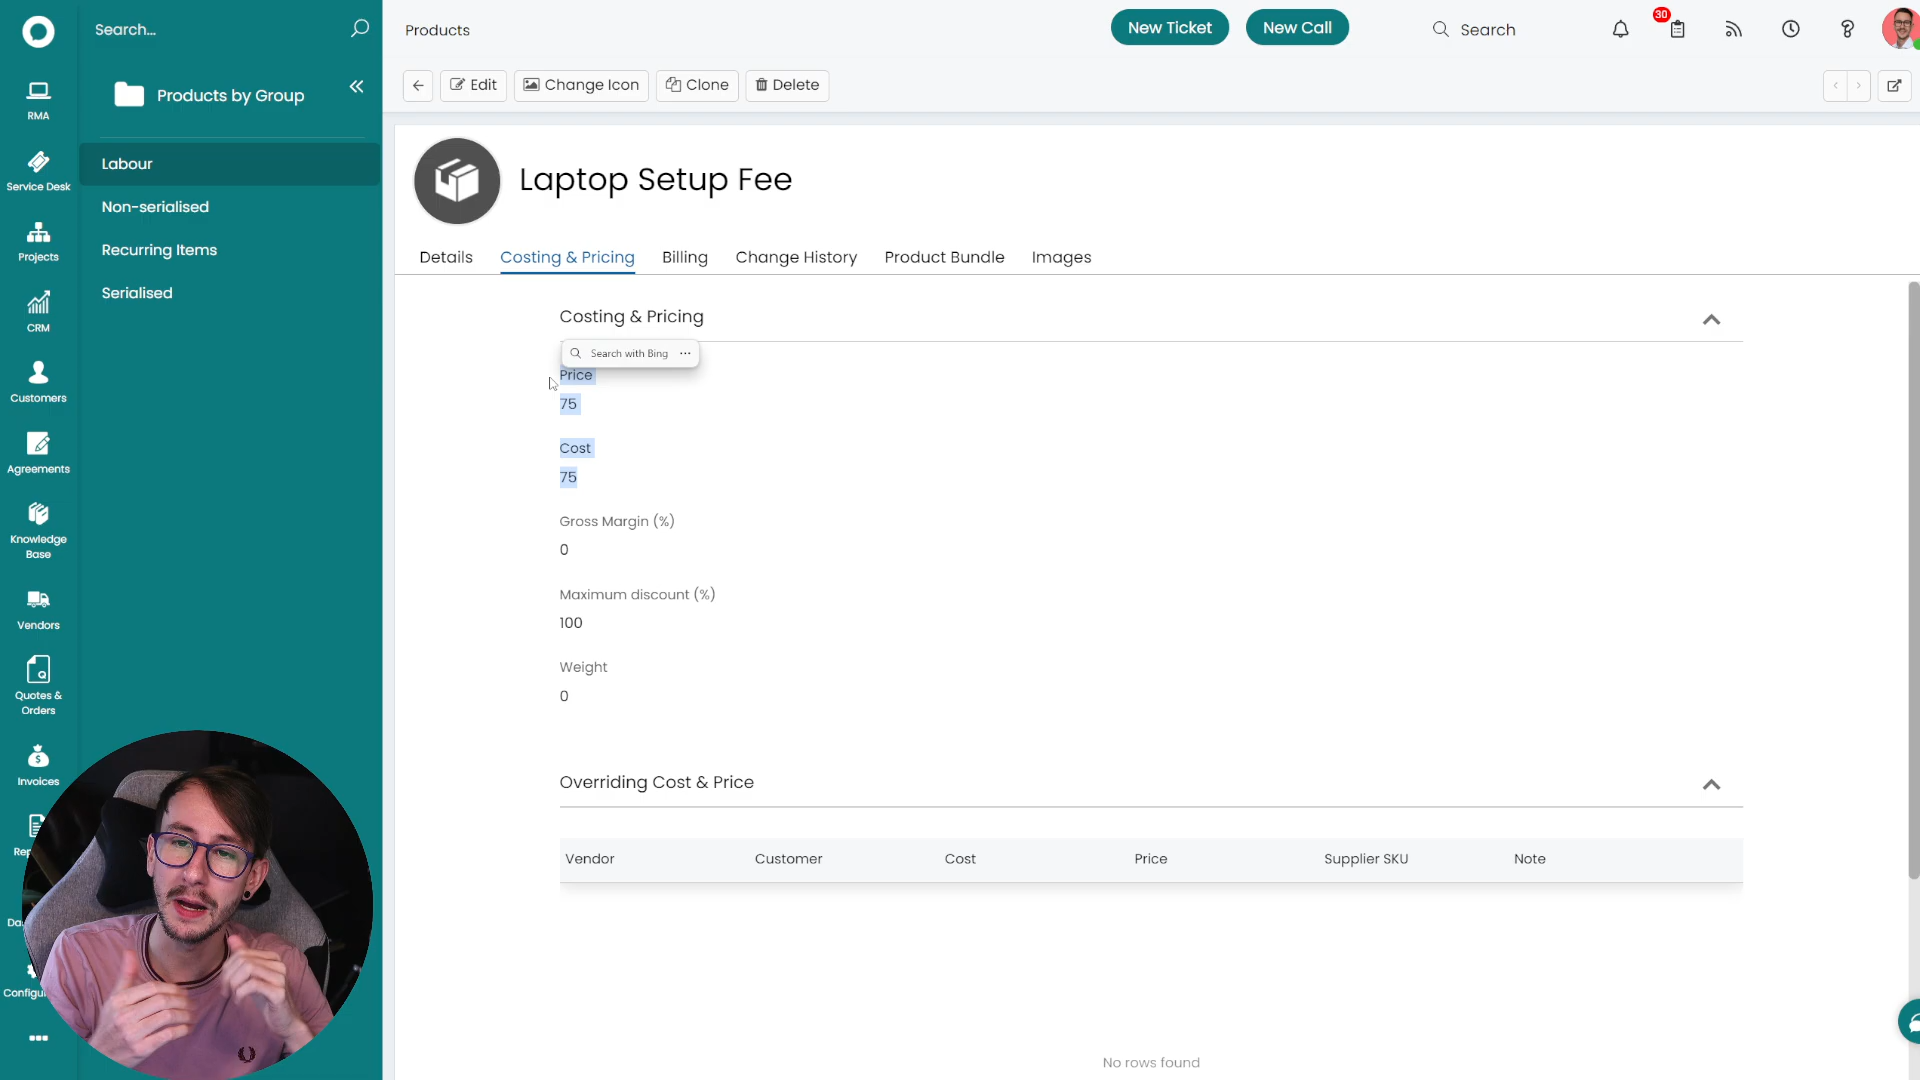 Search...
Products
New Ticket
New Call
Search
30
RMA
Service Desk
Projects
CRM
Customers
Agreements
Knowledge
Base
Vendors
Quotes &
Orders
Invoices
Products by Group
Labour
Non-serialised
Recurring Items
Serialised
Edit
Change Icon
Clone
Delete
Laptop Setup Fee
Details
Costing & Pricing
Billing
Change History
Product Bundle
Images
Costing & Pricing
Search with Bing
Price
75
Cost
75
Gross Margin (%)
0
Maximum discount (%)
100
Weight
0
Overriding Cost & Price
Vendor
Customer
Cost
Price
Supplier SKU
Note
No rows found